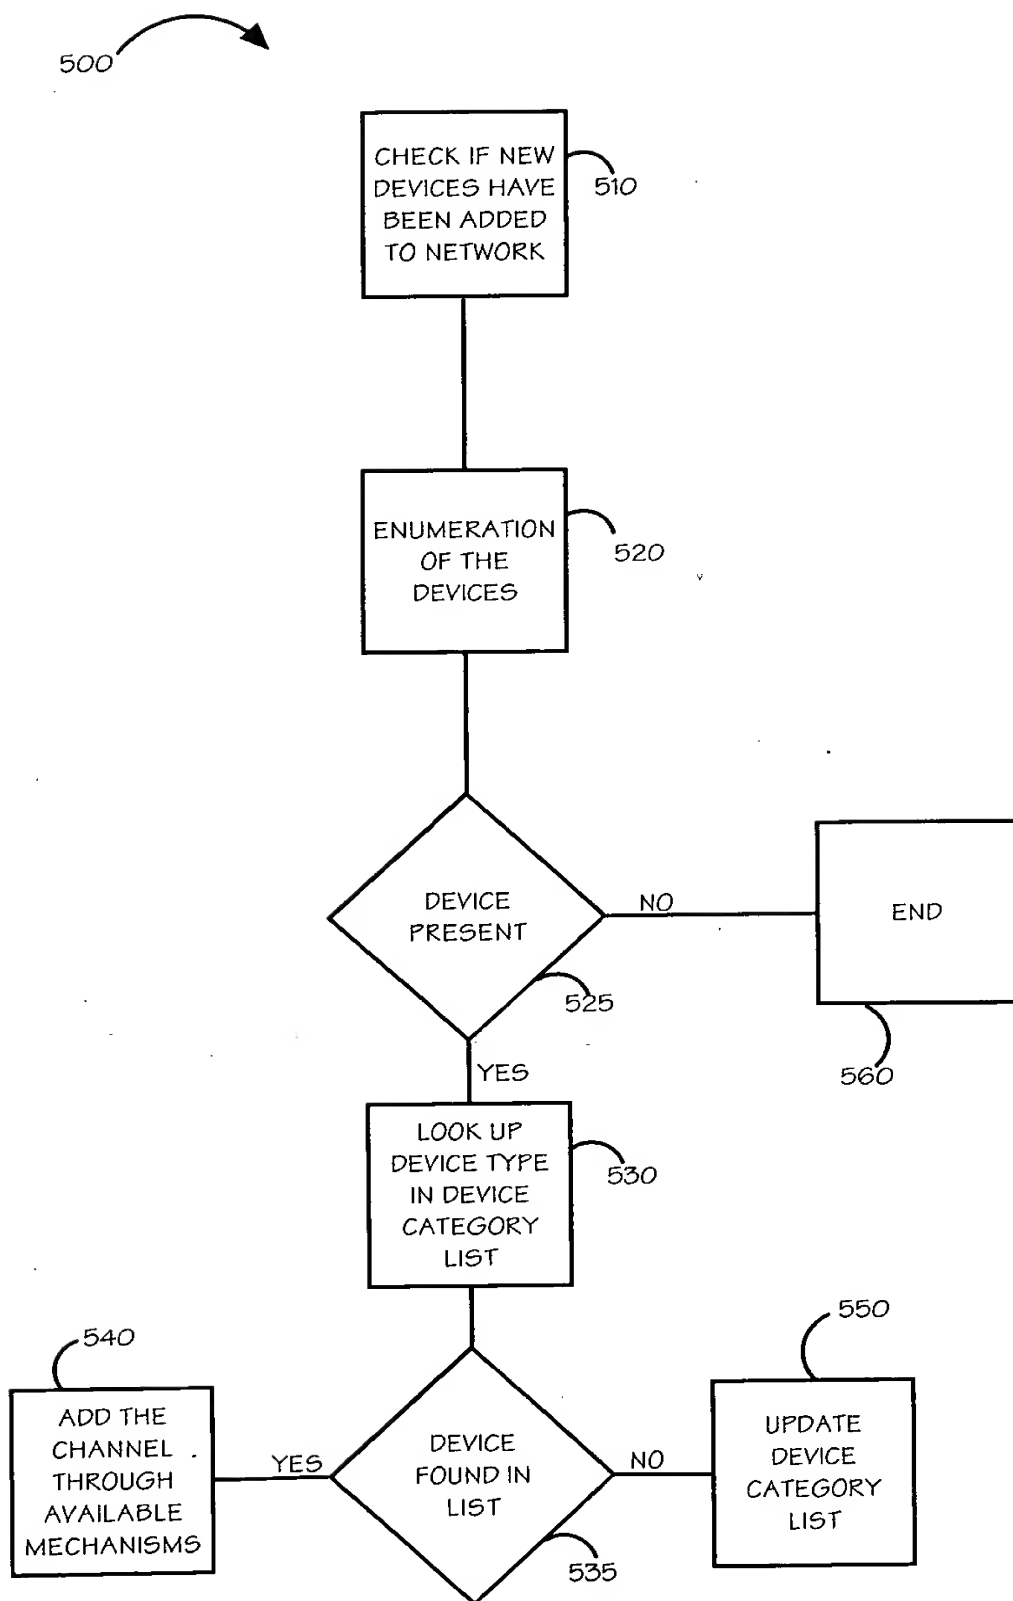 500
CHECK IF NEW
DEVICES HAVE
BEEN ADDED
TO NETWORK
510
ENUMERATION
OF THE
DEVICES
520
DEVICE
PRESENT
525
NO
END
560
YES
LOOK UP
DEVICE TYPE
IN DEVICE
CATEGORY
LIST
530
540
ADD THE
CHANNEL
THROUGH
AVAILABLE
MECHANISMS
YES
DEVICE
FOUND IN
LIST
535
NO
550
UPDATE
DEVICE
CATEGORY
LIST